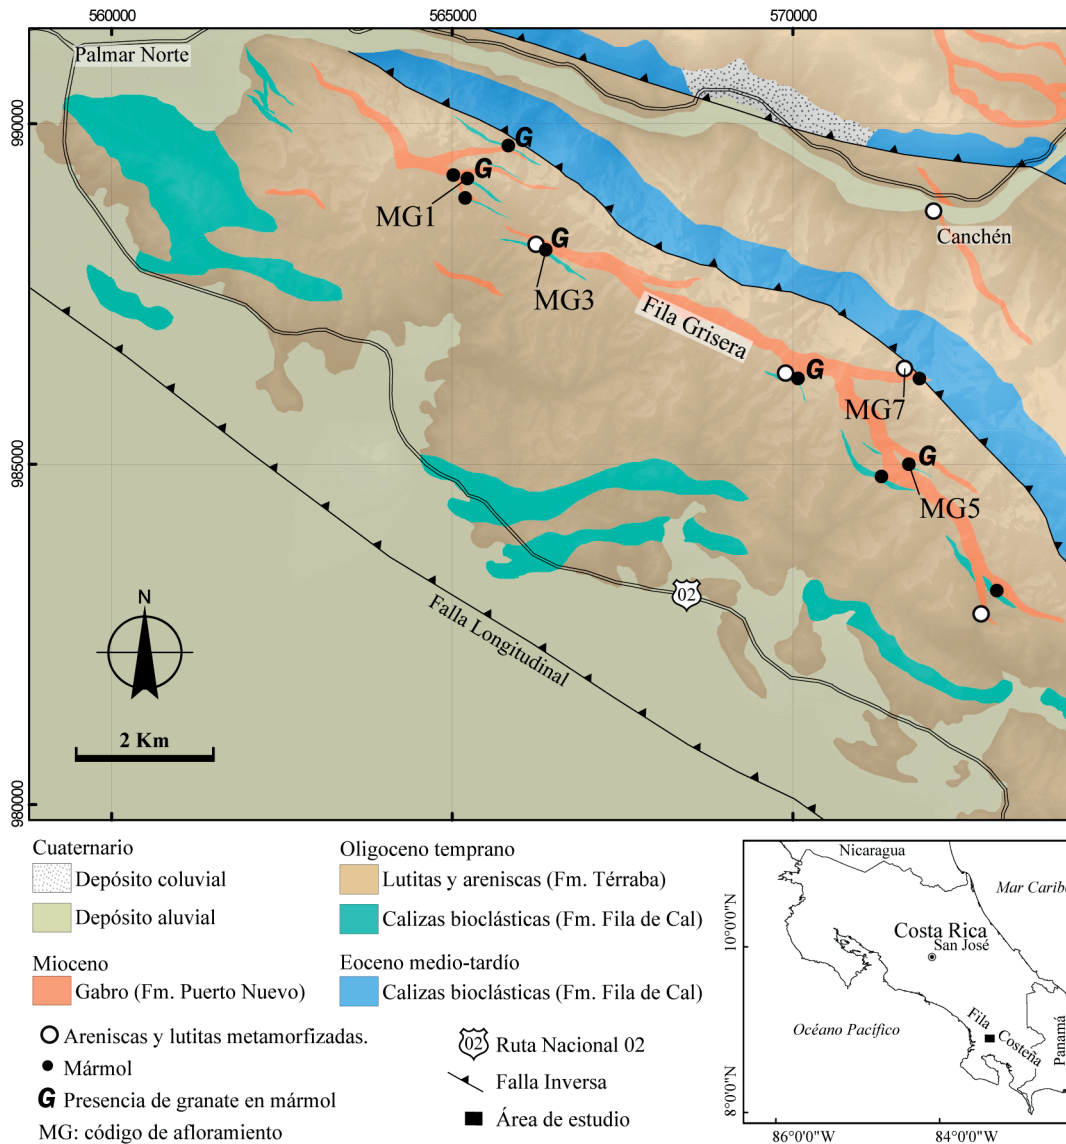 560000
565000
570000
Palmar Norte
990000
G
G
MG1
G
Canchén
MG3
Fila Grisera
G
MG7
985000
G
MG5
02
Falla Longitudinal
N
2 Km
980000
Cuaternario
Depósito coluvial
Depósito aluvial
Mioceno
Gabro (Fm. Puerto Nuevo)
Oligoceno temprano
Lutitas y areniscas (Fm. Térraba)
Calizas bioclásticas (Fm. Fila de Cal)
Eoceno medio-tardío
Calizas bioclásticas (Fm. Fila de Cal)
Areniscas y lutitas metamorfizadas.
Mármol
G Presencia de granate en mármol
MG: código de afloramiento
02 Ruta Nacional 02
Falla Inversa
Área de estudio
Nicaragua
Mar Caribe
Costa Rica
San José
10°0'0"N
Océano Pacífico
Fila
Costeña
Panamá
8°0'0"N
86°0'0"W
84°0'0"W